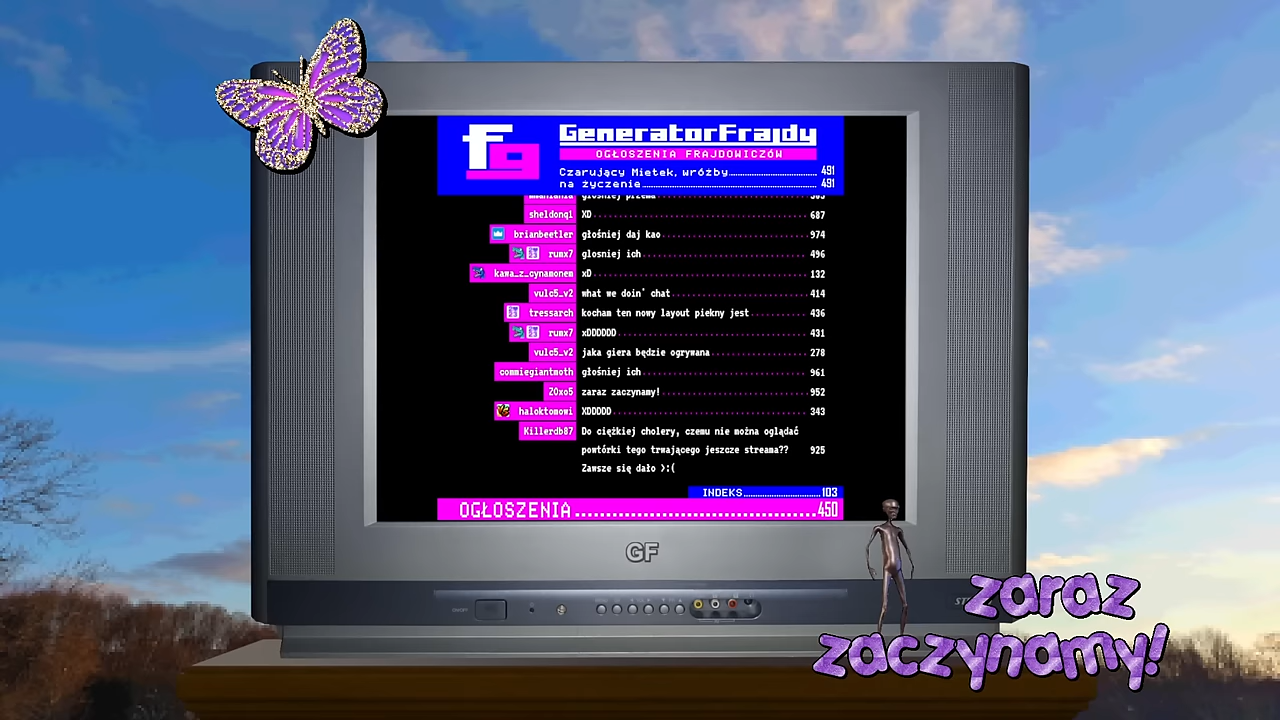 fg
GeneratorFrajdy
OGŁOSZENIA FRAJDOWICZÓW
Czarujący Mietek, wróżby 491
na życzenie 491
głośniej przewa
sheldonql XD 687
brianbeetler głośniej daj kao 974
rumx7 glosniej ich 496
kawa_z_cynamonem xD 132
vulc5_v2 what we doin' chat 414
tressarch kocham ten nowy layout piekny jest 436
rumx7 xDDDDDD 431
vulc5_v2 jaka giera będzie ogrywana 278
commiegiantmoth głośniej ich 961
20xo5 zaraz zaczynamy! 952
haloktomowi XDDDDD 343
Killerdb87 Do ciężkiej cholery, czemu nie można oglądać
powtórki tego trwającego jeszcze streama?? 925
Zawsze się dało >:(
INDEKS 103
OGŁOSZENIA 450
GF
zaraz
zaczynamy!